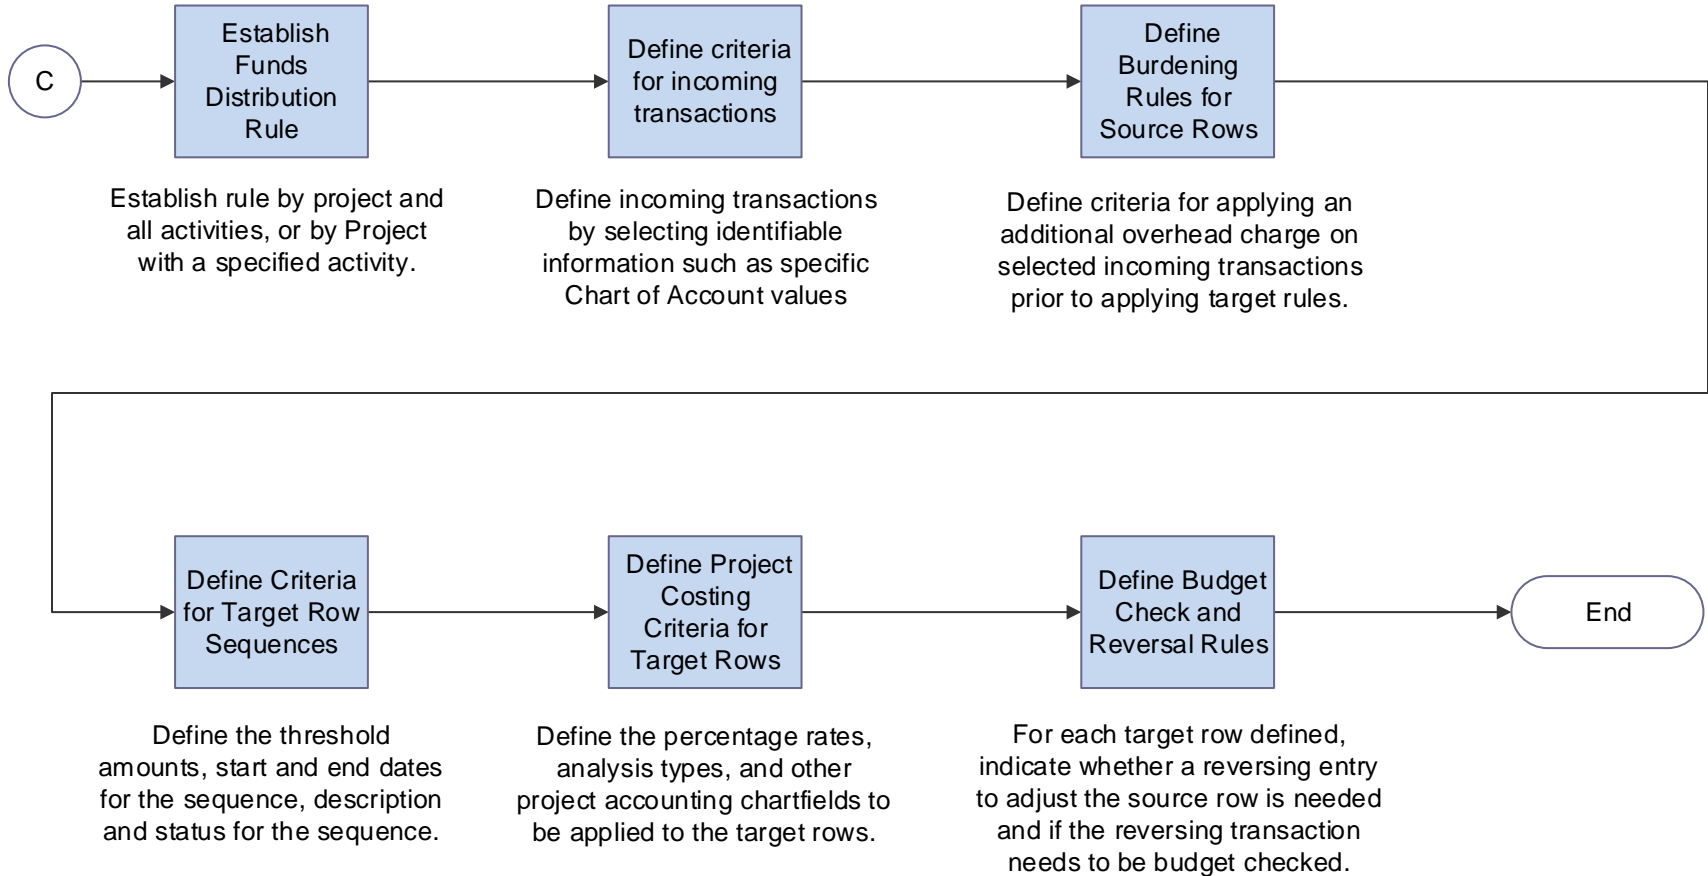 C
Establish
Funds
Distribution
Rule
Define criteria
for incoming
transactions
Define
Burdening
Rules for
Source Rows
Establish rule by project and
all activities, or by Project
with a specified activity.
Define incoming transactions
by selecting identifiable
information such as specific
Chart of Account values
Define criteria for applying an
additional overhead charge on
selected incoming transactions
prior to applying target rules.
Define Criteria
for Target Row
Sequences
Define Project
Costing
Criteria for
Target Rows
Define Budget
Check and
Reversal Rules
End
Define the threshold
amounts, start and end dates
for the sequence, description
and status for the sequence.
Define the percentage rates,
analysis types, and other
project accounting chartfields to
be applied to the target rows.
For each target row defined,
indicate whether a reversing entry
to adjust the source row is needed
and if the reversing transaction
needs to be budget checked.